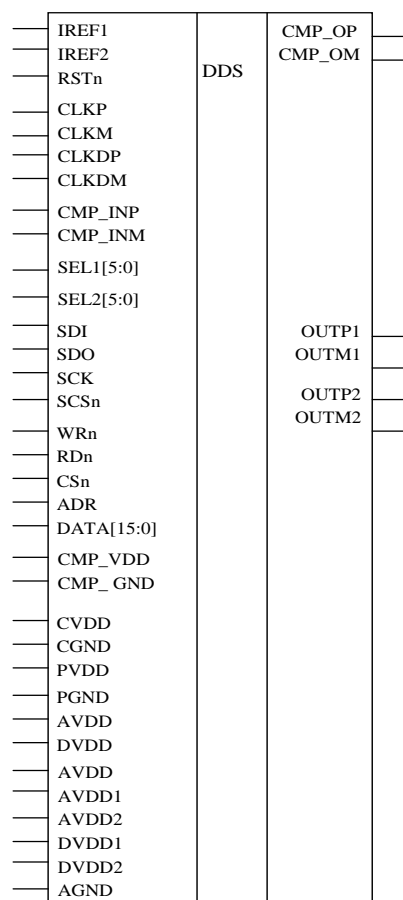 IREF1
IREF2
RSTn
CLKP
CLKM
CLKDP
CLKDM
CMP_INP
CMP_INM
SEL1[5:0]
SEL2[5:0]
SDI
SDO
SCK
SCSn
WRn
RDn
CSn
ADR
DATA[15:0]
CMP_VDD
CMP_ GND
CVDD
CGND
PVDD
PGND
AVDD
DVDD
AVDD
AVDD1
AVDD2
DVDD1
DVDD2
AGND
DDS
CMP_OP
CMP_OM
OUTP1
OUTM1
OUTP2
OUTM2